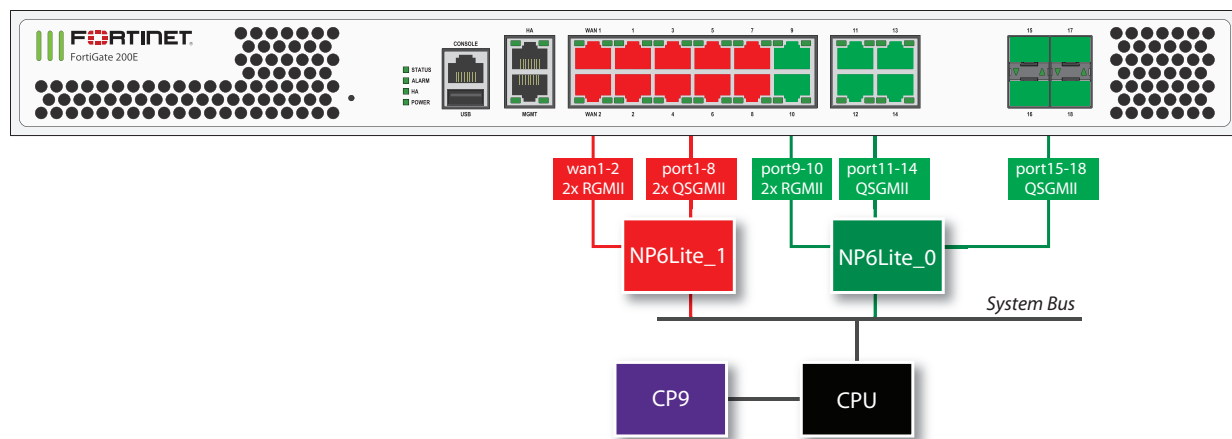 HA
WAN 1
1
3
5
7
9
11
13
15
17
FORTINET
FortiGate 200E
CONSOLE
STATUS
ALARM
HA
POWER
USB
MGMT
WAN 2
2
4
6
8
10
12
14
16
18
wan1-2
2x RGMII
port1-8
2x QSGMII
port9-10
2x RGMII
port11-14
QSGMII
port15-18
QSGMII
NP6Lite_1
NP6Lite_0
System Bus
CP9
CPU